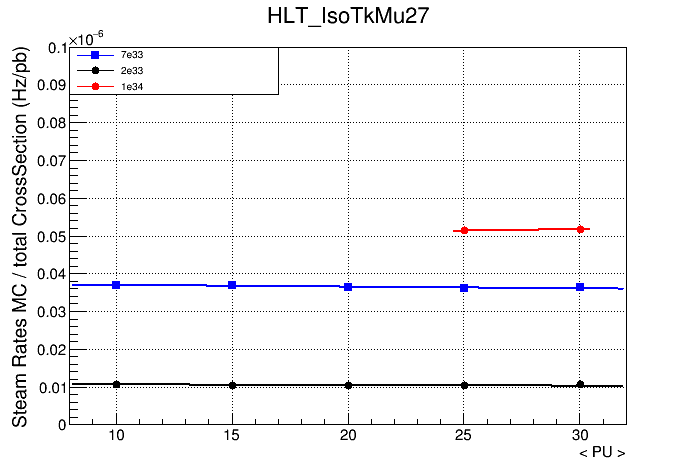 HLT_IsoTkMu27
×10⁻⁶
Steam Rates MC / total CrossSection (Hz/pb)
0.1
0.09
0.08
0.07
0.06
0.05
0.04
0.03
0.02
0.01
0
7e33
2e33
1e34
10 15 20 25 30
< PU >